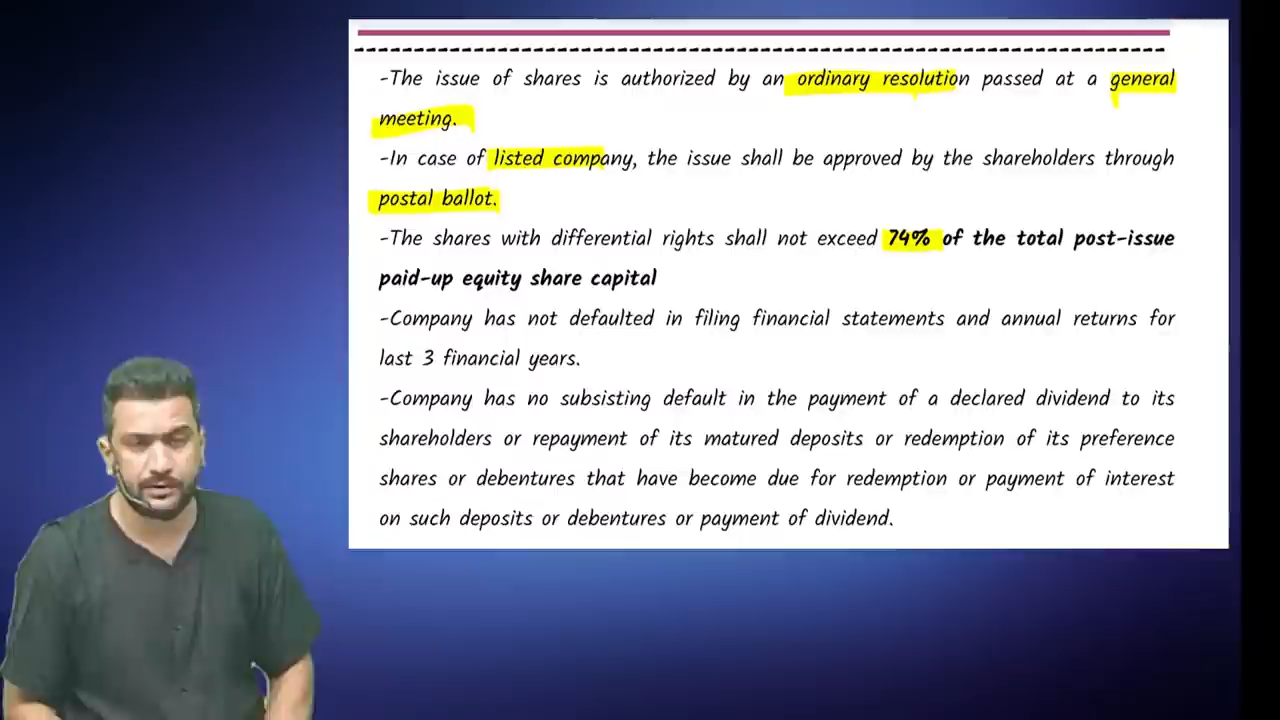 -The issue of shares is authorized by an ordinary resolution passed at a general
meeting.
-In case of listed company, the issue shall be approved by the shareholders through
postal ballot.
-The shares with differential rights shall not exceed 74% of the total post-issue
paid-up equity share capital
-Company has not defaulted in filing financial statements and annual returns for
last 3 financial years.
-Company has no subsisting default in the payment of a declared dividend to its
shareholders or repayment of its matured deposits or redemption of its preference
shares or debentures that have become due for redemption or payment of interest
on such deposits or debentures or payment of dividend.